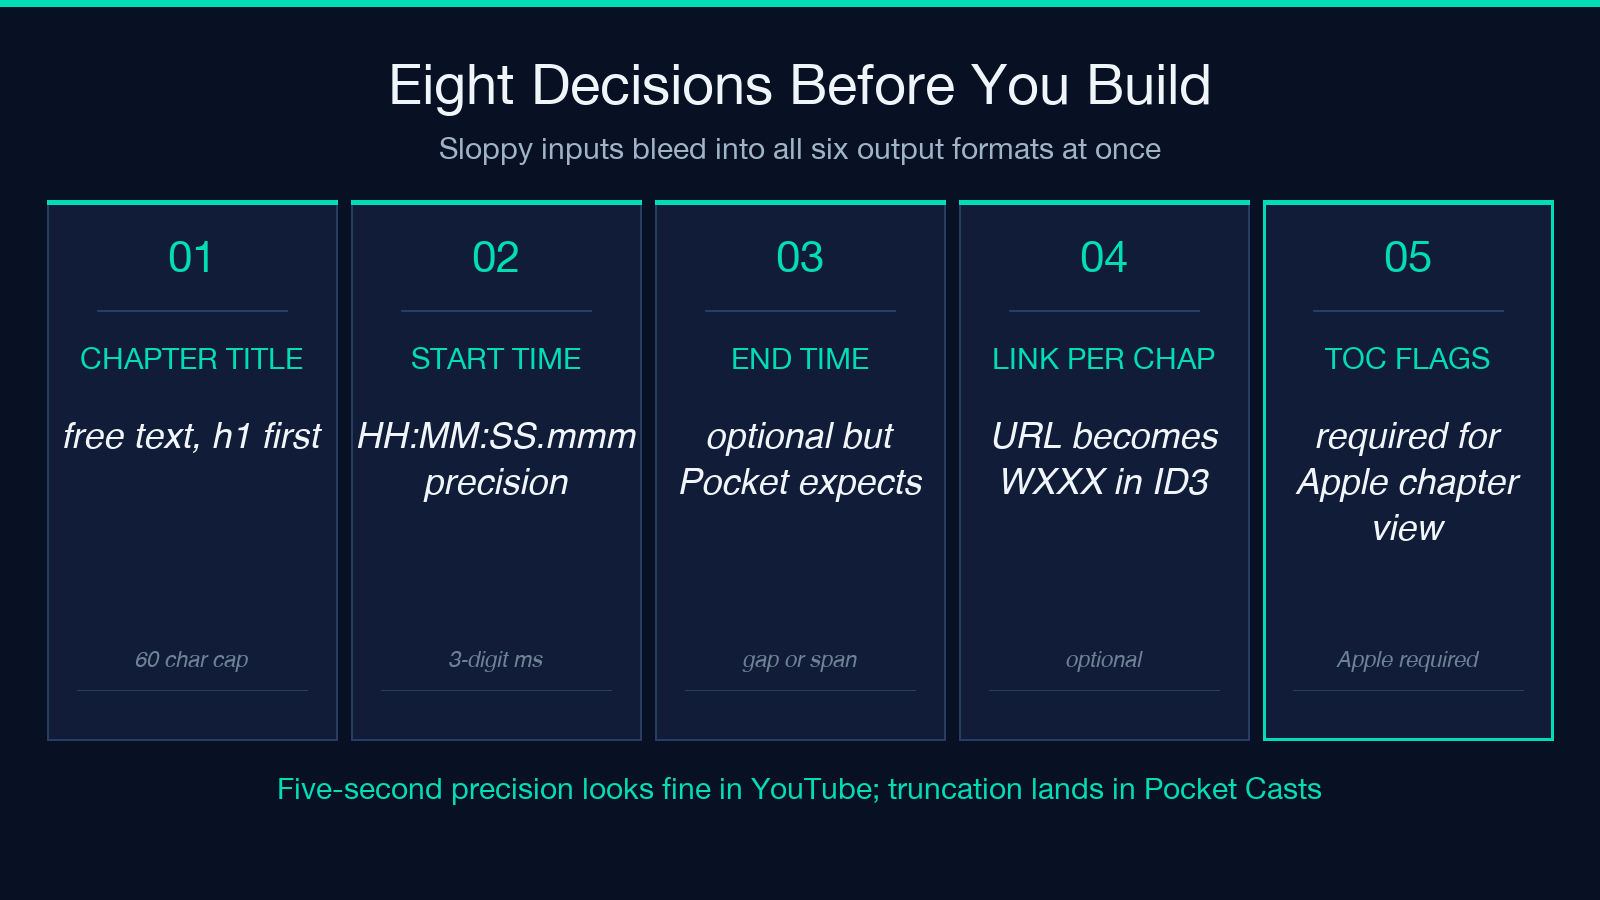 Eight Decisions Before You Build
Sloppy inputs bleed into all six output formats at once
01
CHAPTER TITLE
free text, h1 first
60 char cap
02
START TIME
HH:MM:SS.mmm
precision
3-digit ms
03
END TIME
optional but
Pocket expects
gap or span
04
LINK PER CHAP
URL becomes
WXXX in ID3
optional
05
TOC FLAGS
required for
Apple chapter
view
Apple required
Five-second precision looks fine in YouTube; truncation lands in Pocket Casts